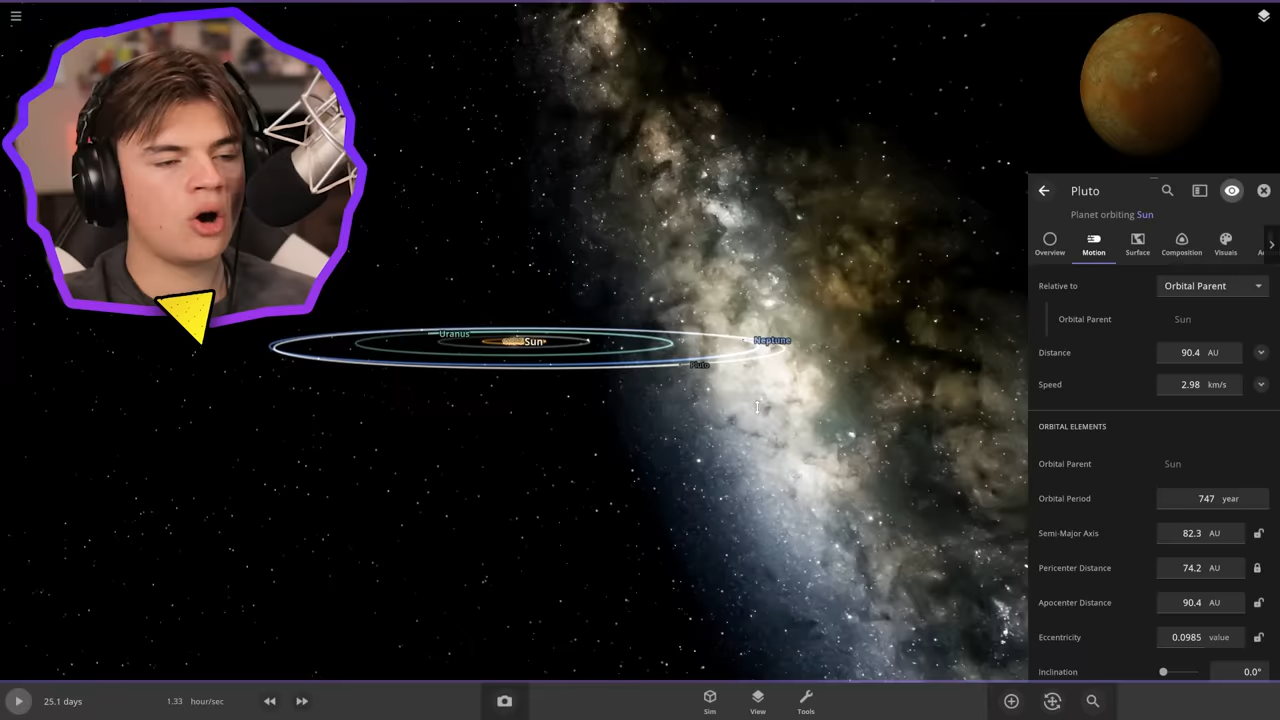 Pluto
Planet orbiting Sun
Overview
Motion
Surface
Composition
Visuals
Relative to
Orbital Parent
Orbital Parent
Sun
Distance
90.4 AU
Speed
2.98 km/s
ORBITAL ELEMENTS
Orbital Parent
Sun
Orbital Period
747 year
Semi-Major Axis
82.3 AU
Pericenter Distance
74.2 AU
Apocenter Distance
90.4 AU
Eccentricity
0.0985 value
Inclination
0.0°
Uranus
Sun
Neptune
Pluto
25.1 days
1.33 hour/sec
Sim
View
Tools